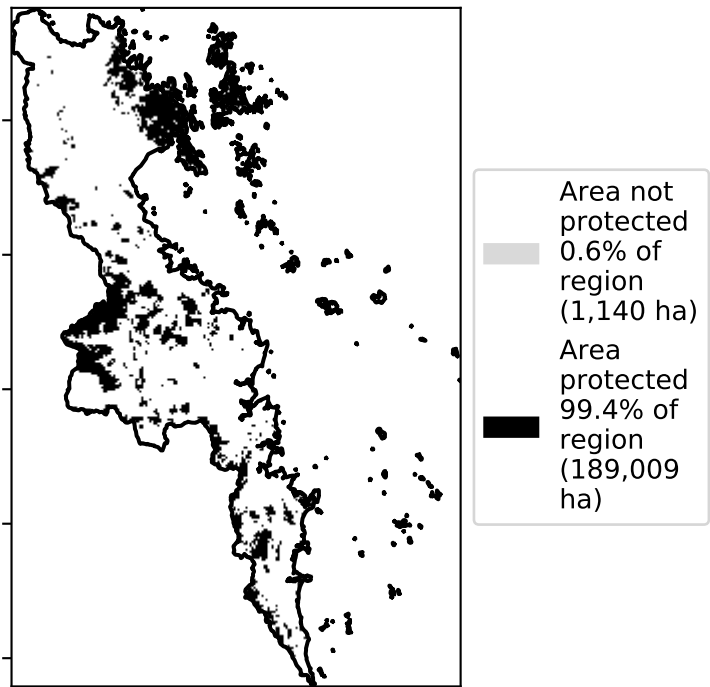 Area not
protected
0.6% of
region
(1,140 ha)
Area
protected
99.4% of
region
(189,009
ha)